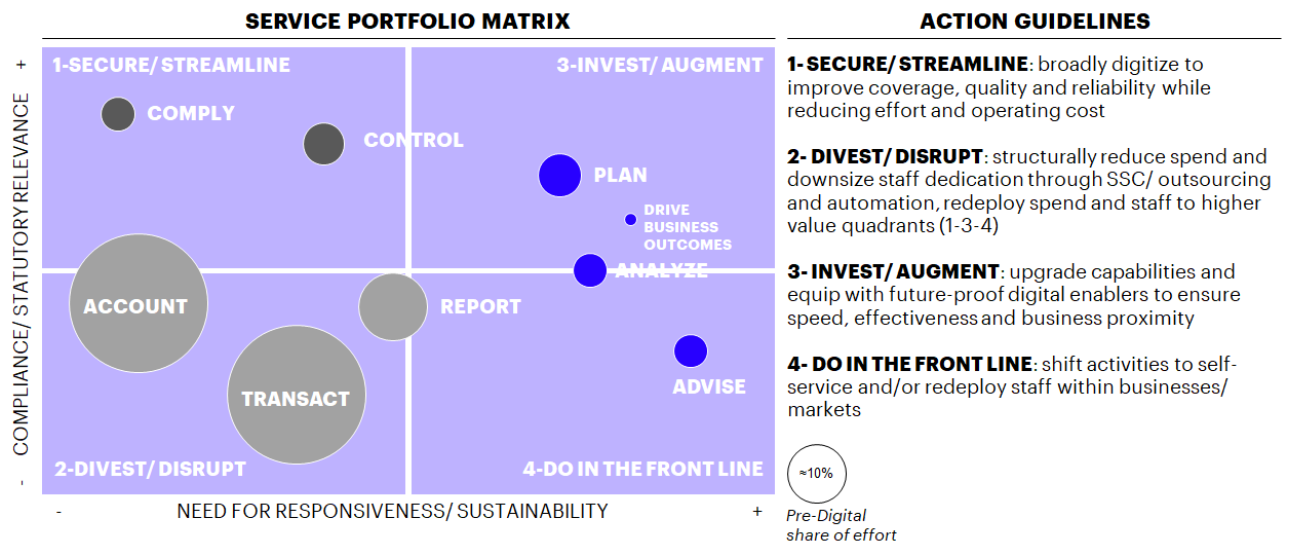 SERVICE PORTFOLIO MATRIX
ACTION GUIDELINES
COMPLIANCE/ STATUTORY RELEVANCE
+
-
1-SECURE/ STREAMLINE
3-INVEST/ AUGMENT
COMPLY
CONTROL
PLAN
DRIVE
BUSINESS
OUTCOMES
ANALYZE
ACCOUNT
REPORT
TRANSACT
ADVISE
2-DIVEST/ DISRUPT
4-DO IN THE FRONT LINE
-
NEED FOR RESPONSIVENESS/ SUSTAINABILITY
+
1- SECURE/ STREAMLINE: broadly digitize to
improve coverage, quality and reliability while
reducing effort and operating cost
2- DIVEST/ DISRUPT: structurally reduce spend and
downsize staff dedication through SSC/ outsourcing
and automation, redeploy spend and staff to higher
value quadrants (1-3-4)
3- INVEST/ AUGMENT: upgrade capabilities and
equip with future-proof digital enablers to ensure
speed, effectiveness and business proximity
4- DO IN THE FRONT LINE: shift activities to self-
service and/or redeploy staff within businesses/
markets
≈10%
Pre-Digital
share of effort